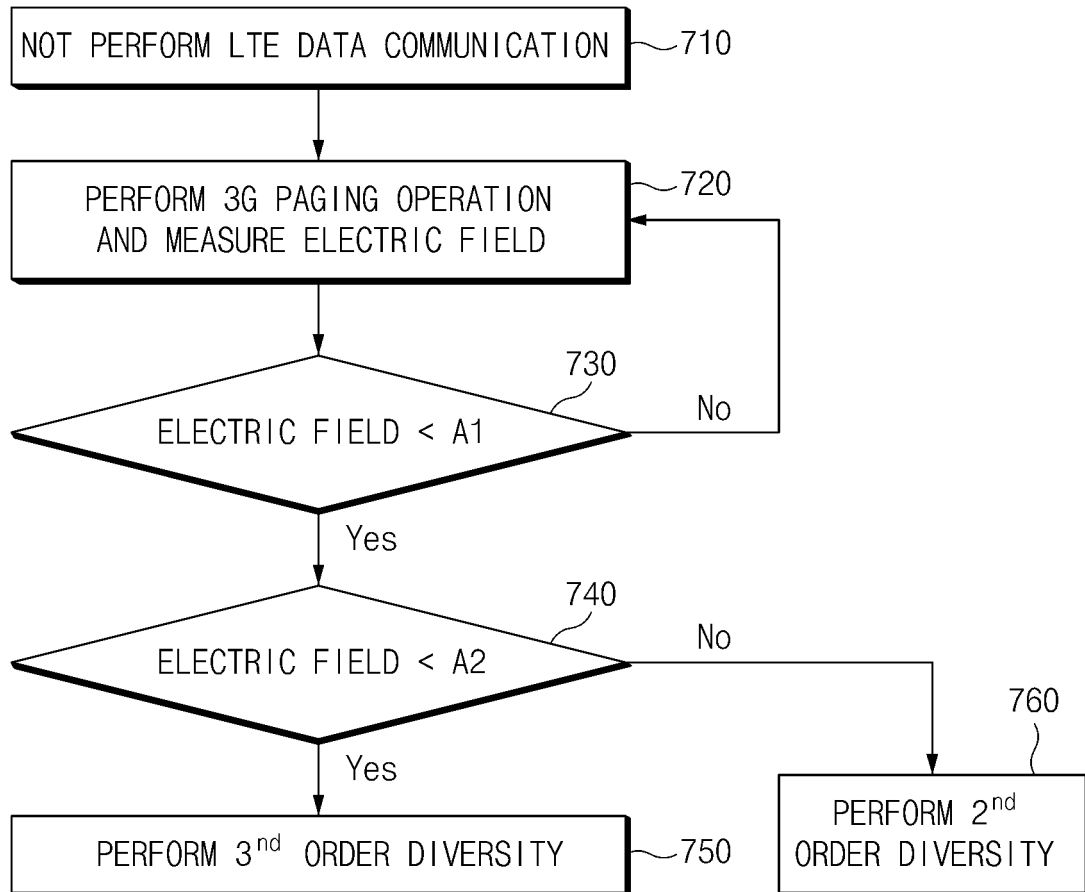 NOT PERFORM LTE DATA COMMUNICATION
710
PERFORM 3G PAGING OPERATION
AND MEASURE ELECTRIC FIELD
720
730
ELECTRIC FIELD < A1
No
Yes
740
ELECTRIC FIELD < A2
No
Yes
760
PERFORM 2nd
ORDER DIVERSITY
PERFORM 3nd ORDER DIVERSITY
750